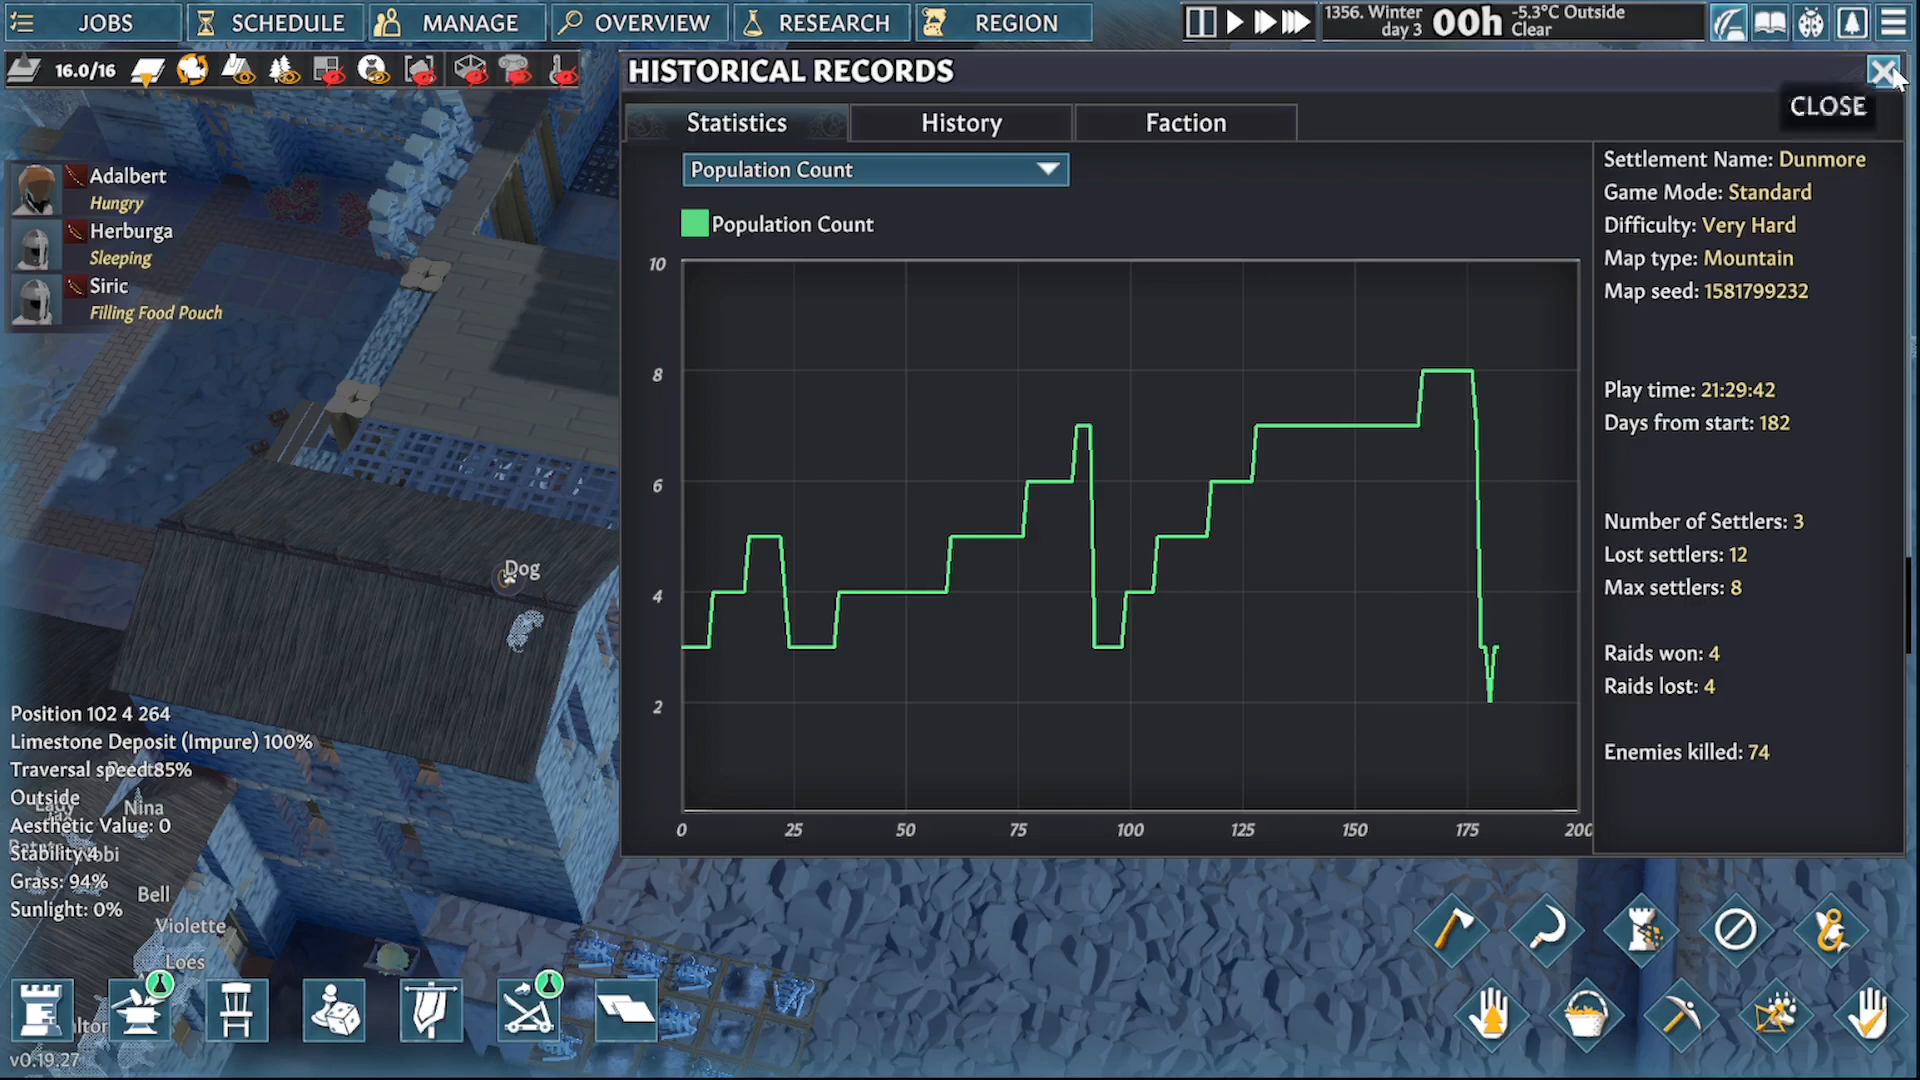 JOBS SCHEDULE MANAGE OVERVIEW RESEARCH REGION
1356. Winter
day 3
00h
-5.3°C Outside
Clear
16.0/16
HISTORICAL RECORDS
CLOSE
Statistics History Faction
Population Count
Population Count
10
8
6
4
2
0 25 50 75 100 125 150 175 200
Settlement Name: Dunmore
Game Mode: Standard
Difficulty: Very Hard
Map type: Mountain
Map seed: 1581799232
Play time: 21:29:42
Days from start: 182
Number of Settlers: 3
Lost settlers: 12
Max settlers: 8
Raids won: 4
Raids lost: 4
Enemies killed: 74
Adalbert
Hungry
Herburga
Sleeping
Siric
Filling Food Pouch
Dog
Position 102 4 264
Limestone Deposit (Impure) 100%
Traversal speed 85%
Outside
Nina
Aesthetic Value: 0
Stability 4
Grass: 94%
Bell
Sunlight: 0%
Violette
Loes
v0.19.27